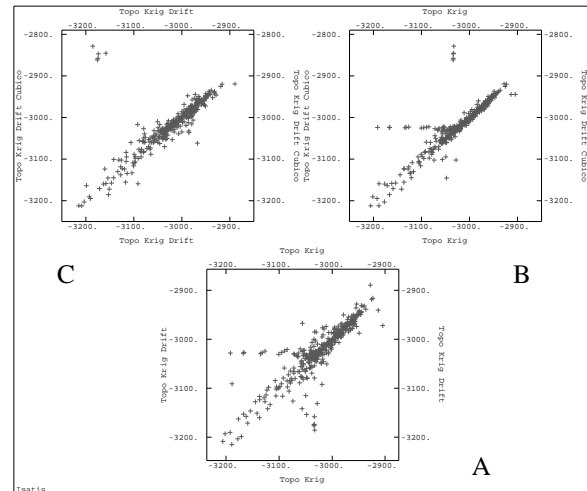 Topo Krig Drift
-3200. -3100. -3000. -2900.
-2800. -2800.
-2900. -2900.
-3000. -3000.
-3100. -3100.
-3200. -3200.
Topo Krig Drift Cubico
Topo Krig Drift Cubico
-3200. -3100. -3000. -2900.
Topo Krig Drift
C
Topo Krig
-3200. -3100. -3000. -2900.
-2800. -2800.
-2900. -2900.
-3000. -3000.
-3100. -3100.
-3200. -3200.
Topo Krig Drift Cubico
Topo Krig Drift Cubico
-3200. -3100. -3000. -2900.
Topo Krig
B
Topo Krig
-3200. -3100. -3000. -2900.
-2900. -2900.
-3000. -3000.
-3100. -3100.
-3200. -3200.
Topo Krig Drift
Topo Krig Drift
-3200. -3100. -3000. -2900.
Topo Krig
A
Isatis